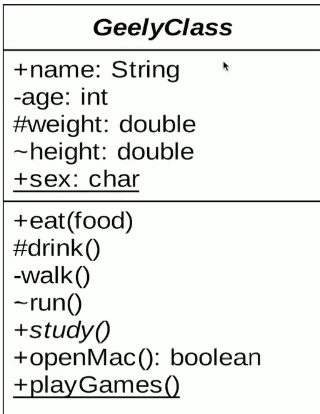 GeelyClass
+name: String
-age: int
#weight: double
~height: double
+sex: char
+eat(food)
#drink()
-walk()
~run()
+study()
+openMac(): boolean
+playGames()